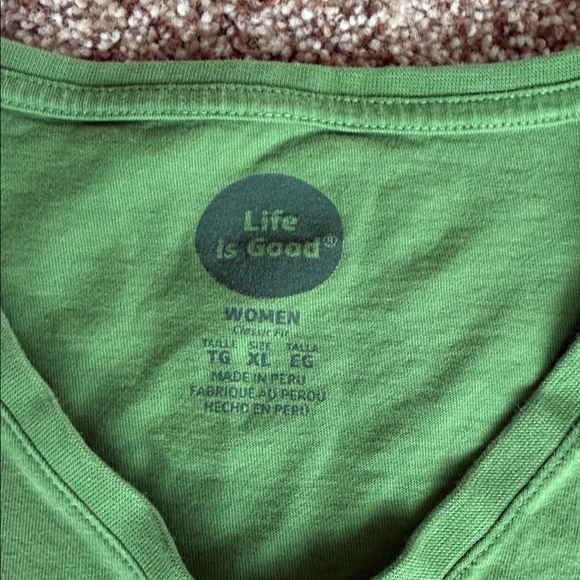 Life
is Good®
WOMEN
Classic Fit
TAILLE SIZE TALLA
TG XL EG
MADE IN PERU
FABRIQUÉ AU PÉROU
HECHO EN PERÚ